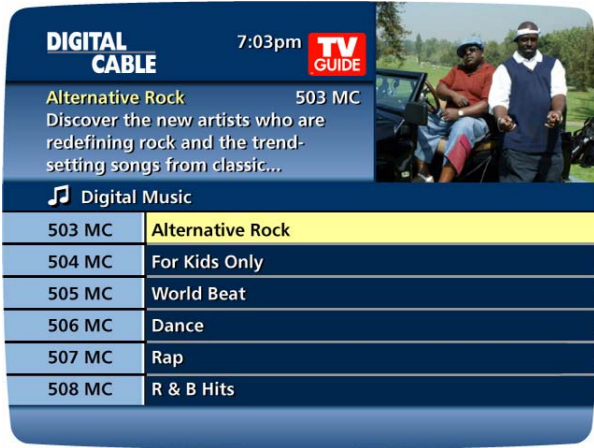 DIGITAL
CABLE
7:03pm
TV
GUIDE
Alternative Rock 503 MC
Discover the new artists who are
redefining rock and the trend-
setting songs from classic...
Digital Music
503 MC Alternative Rock
504 MC For Kids Only
505 MC World Beat
506 MC Dance
507 MC Rap
508 MC R & B Hits